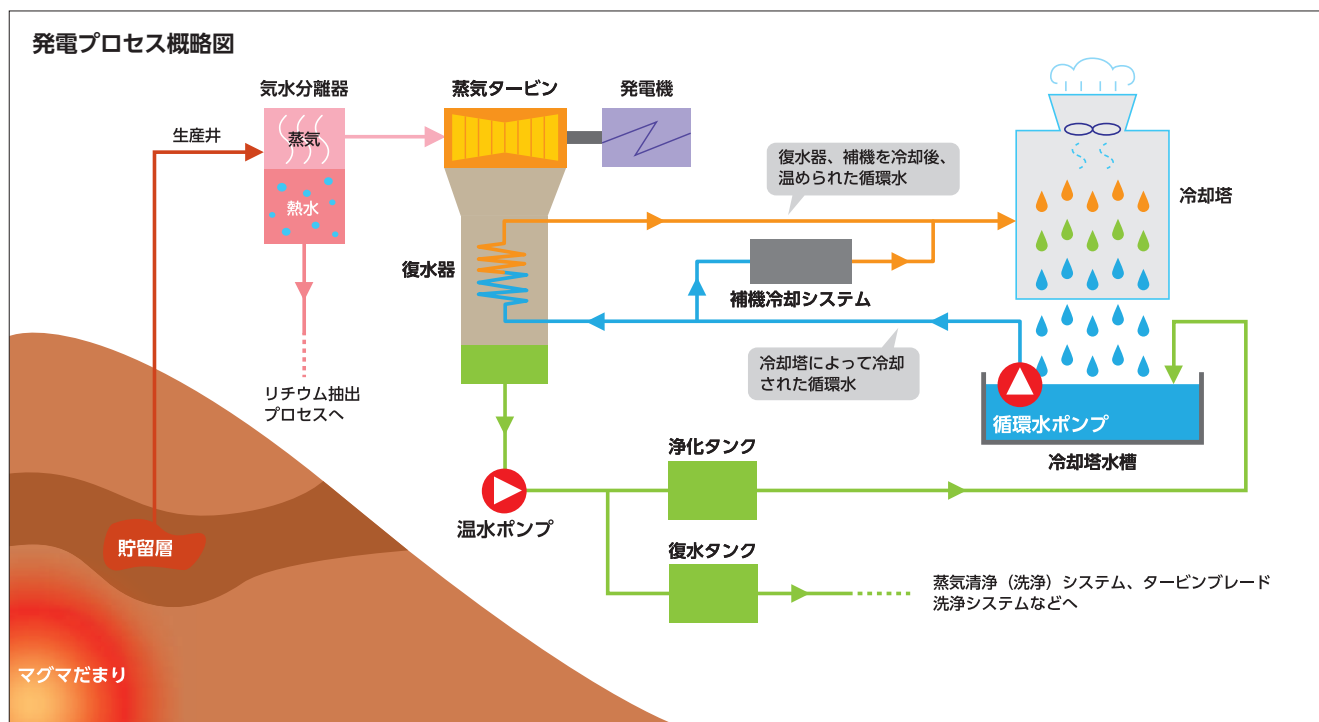 発電プロセス概略図
気水分離器
蒸気タービン
発電機
生産井
蒸気
熱水
復水器、補機を冷却後、
温められた循環水
冷却塔
復水器
補機冷却システム
冷却塔によって冷却
された循環水
リチウム抽出
プロセスへ
循環水ポンプ
冷却塔水槽
浄化タンク
温水ポンプ
貯留層
復水タンク
蒸気清浄（洗浄）システム、タービンブレード
洗浄システムなどへ
マグマだまり